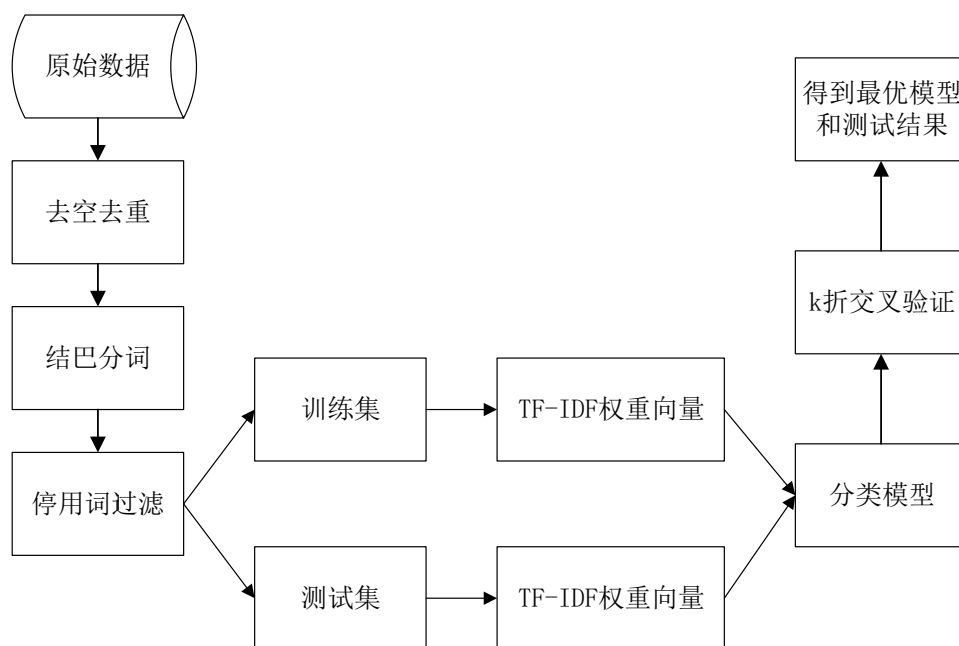 原始数据
去空去重
结巴分词
停用词过滤
训练集
TF-IDF权重向量
测试集
TF-IDF权重向量
分类模型
k折交叉验证
得到最优模型
和测试结果